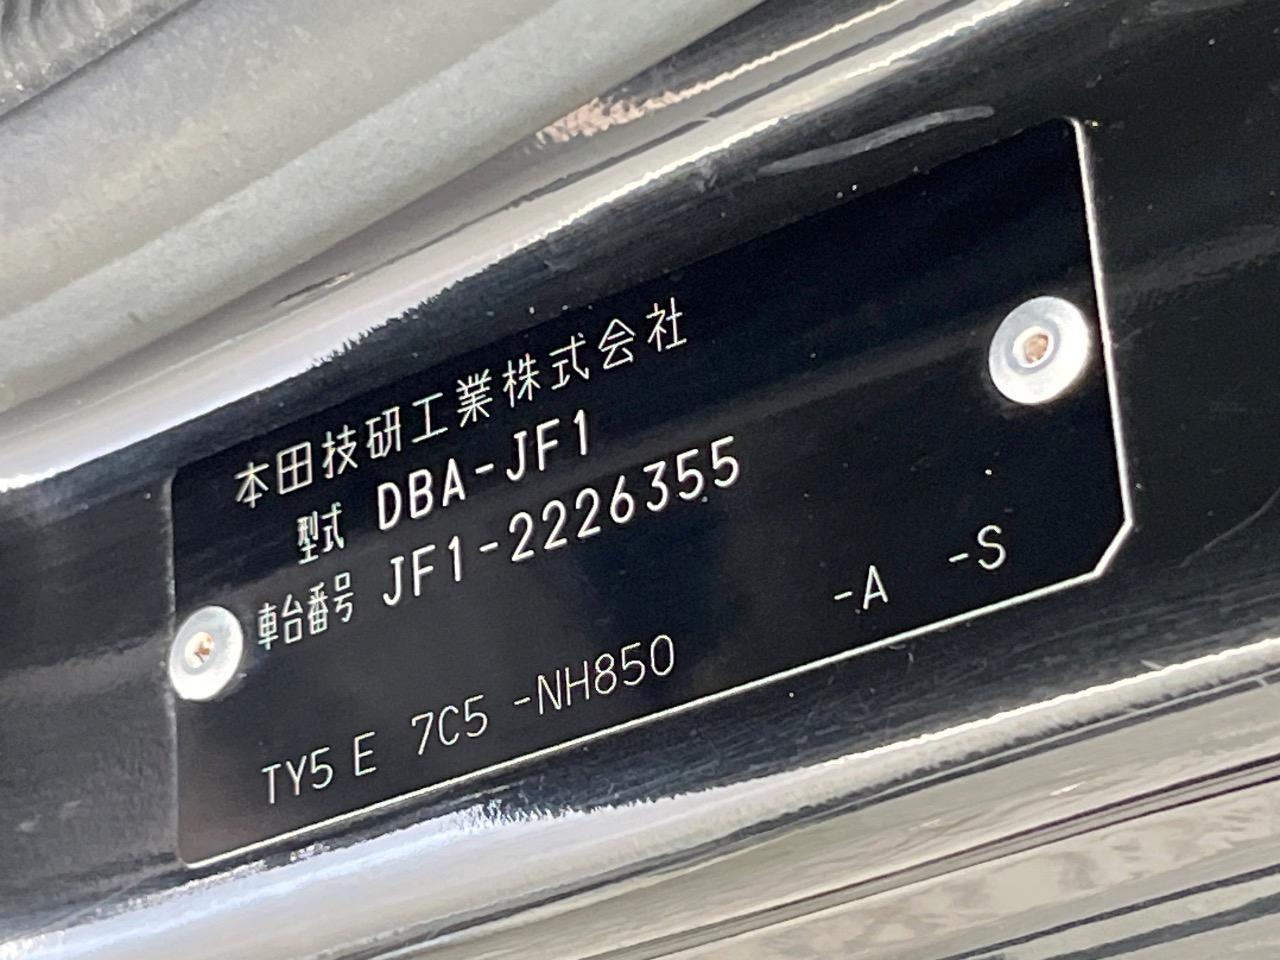 本田技研工業株式会社
型式 DBA-JF1
車台番号 JF1-2226355
-A -S
TY5 E 7C5 -NH850